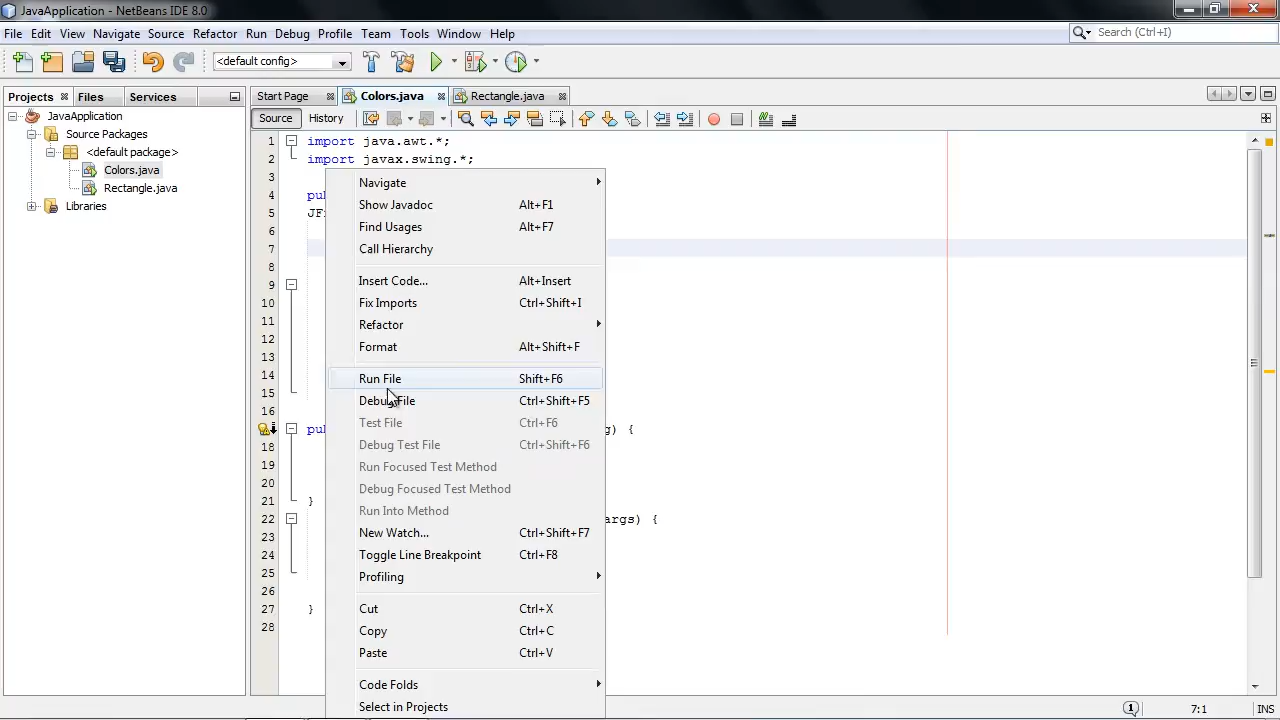 JavaApplication - NetBeans IDE 8.0
File Edit View Navigate Source Refactor Run Debug Profile Team Tools Window Help
Search (Ctrl+I)
<default config>
Projects Files Services
Start Page Colors.java Rectangle.java
JavaApplication
Source Packages
<default package>
Colors.java
Rectangle.java
Libraries
Source History
1 import java.awt.*;
2 import javax.swing.*;
3
4
5
6
7
8
9
10
11
12
13
14
15
16
g) {
18
19
20
21 }
22 args) {
23
24
25
26
27 }
28
Navigate
Show Javadoc Alt+F1
Find Usages Alt+F7
Call Hierarchy
Insert Code... Alt+Insert
Fix Imports Ctrl+Shift+I
Refactor
Format Alt+Shift+F
Run File Shift+F6
Debug File Ctrl+Shift+F5
Test File Ctrl+F6
Debug Test File Ctrl+Shift+F6
Run Focused Test Method
Debug Focused Test Method
Run Into Method
New Watch... Ctrl+Shift+F7
Toggle Line Breakpoint Ctrl+F8
Profiling
Cut Ctrl+X
Copy Ctrl+C
Paste Ctrl+V
Code Folds
Select in Projects
1 7:1 INS